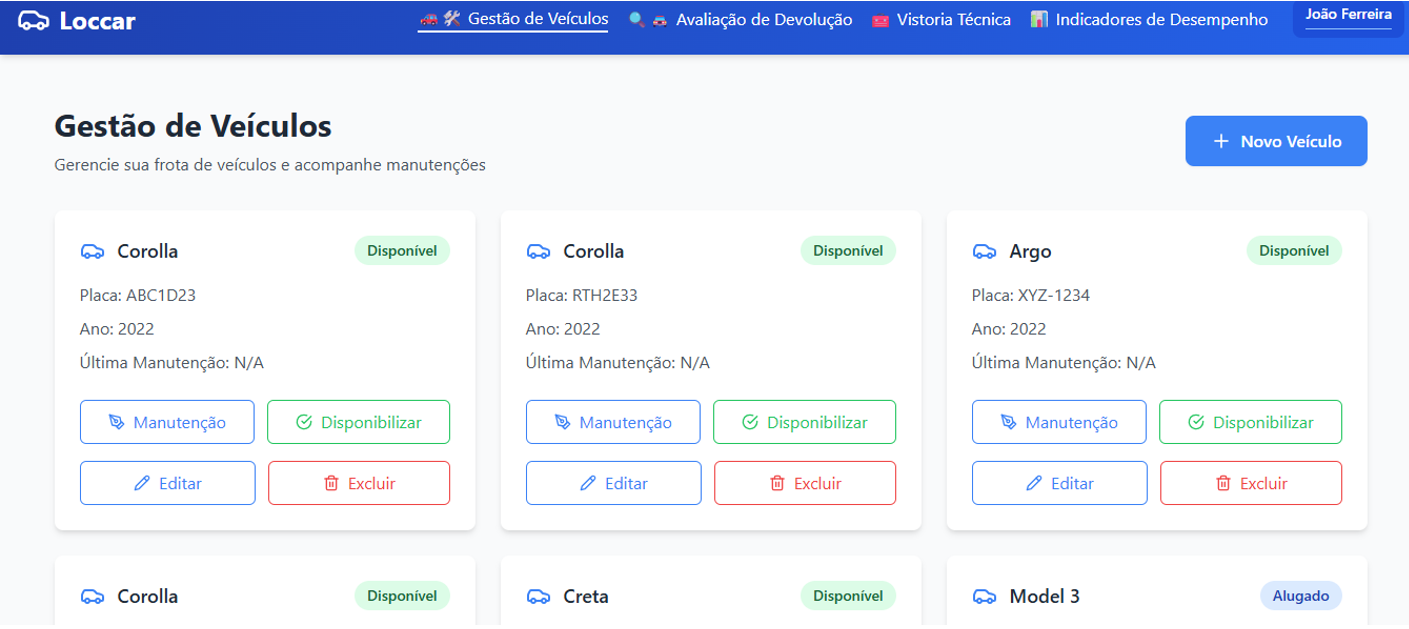 Loccar
Gestão de Veículos
Avaliação de Devolução
Vistoria Técnica
Indicadores de Desempenho
João Ferreira
Gestão de Veículos
Gerencie sua frota de veículos e acompanhe manutenções
+ Novo Veículo
Corolla
Disponível
Placa: ABC1D23
Ano: 2022
Última Manutenção: N/A
Manutenção
Disponibilizar
Editar
Excluir
Corolla
Disponível
Placa: RTH2E33
Ano: 2022
Última Manutenção: N/A
Manutenção
Disponibilizar
Editar
Excluir
Argo
Disponível
Placa: XYZ-1234
Ano: 2022
Última Manutenção: N/A
Manutenção
Disponibilizar
Editar
Excluir
Corolla
Disponível
Creta
Disponível
Model 3
Alugado